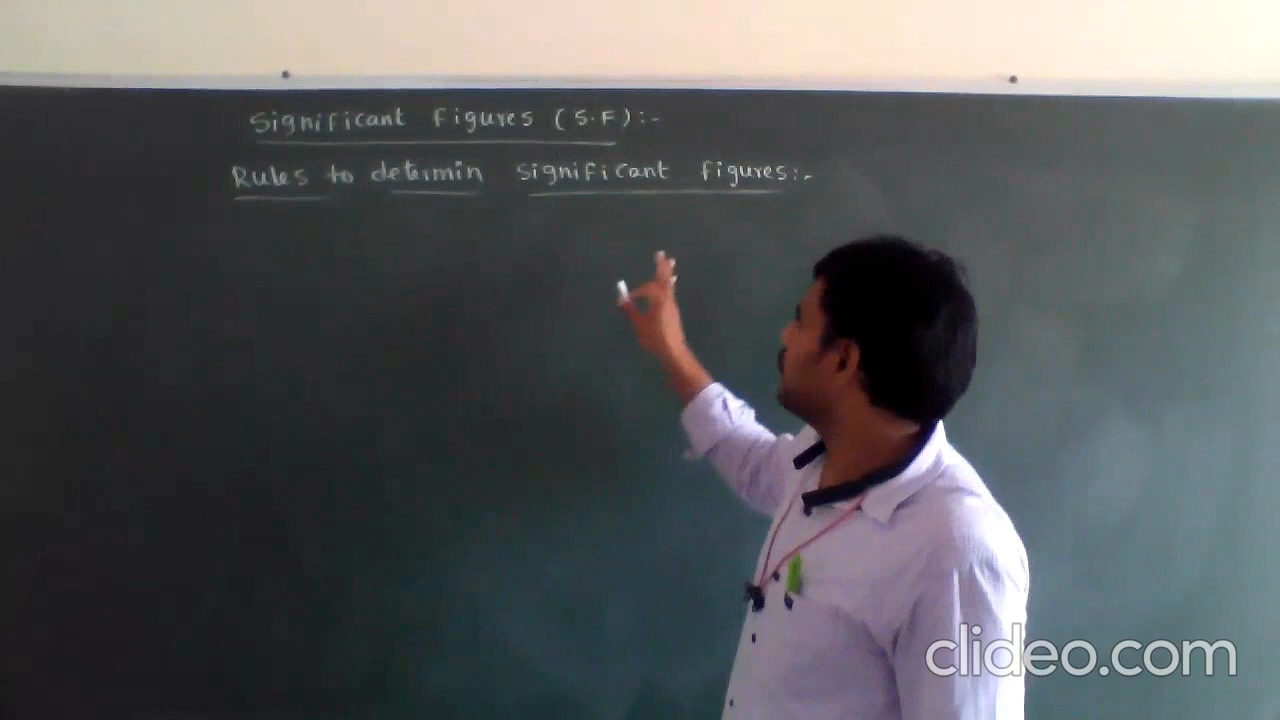 Significant Figures (S.F):-
Rules to determin significant figures:-
clideo.com